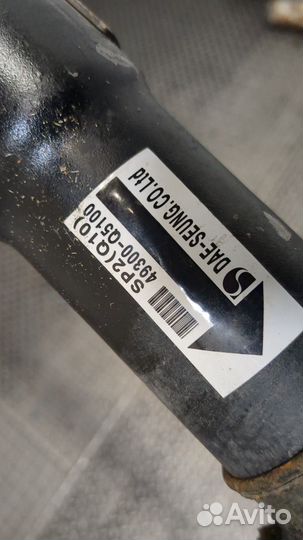 DAE-SEUNG.CO.Ltd
SP2(Q10)
49300-Q5100
Avito